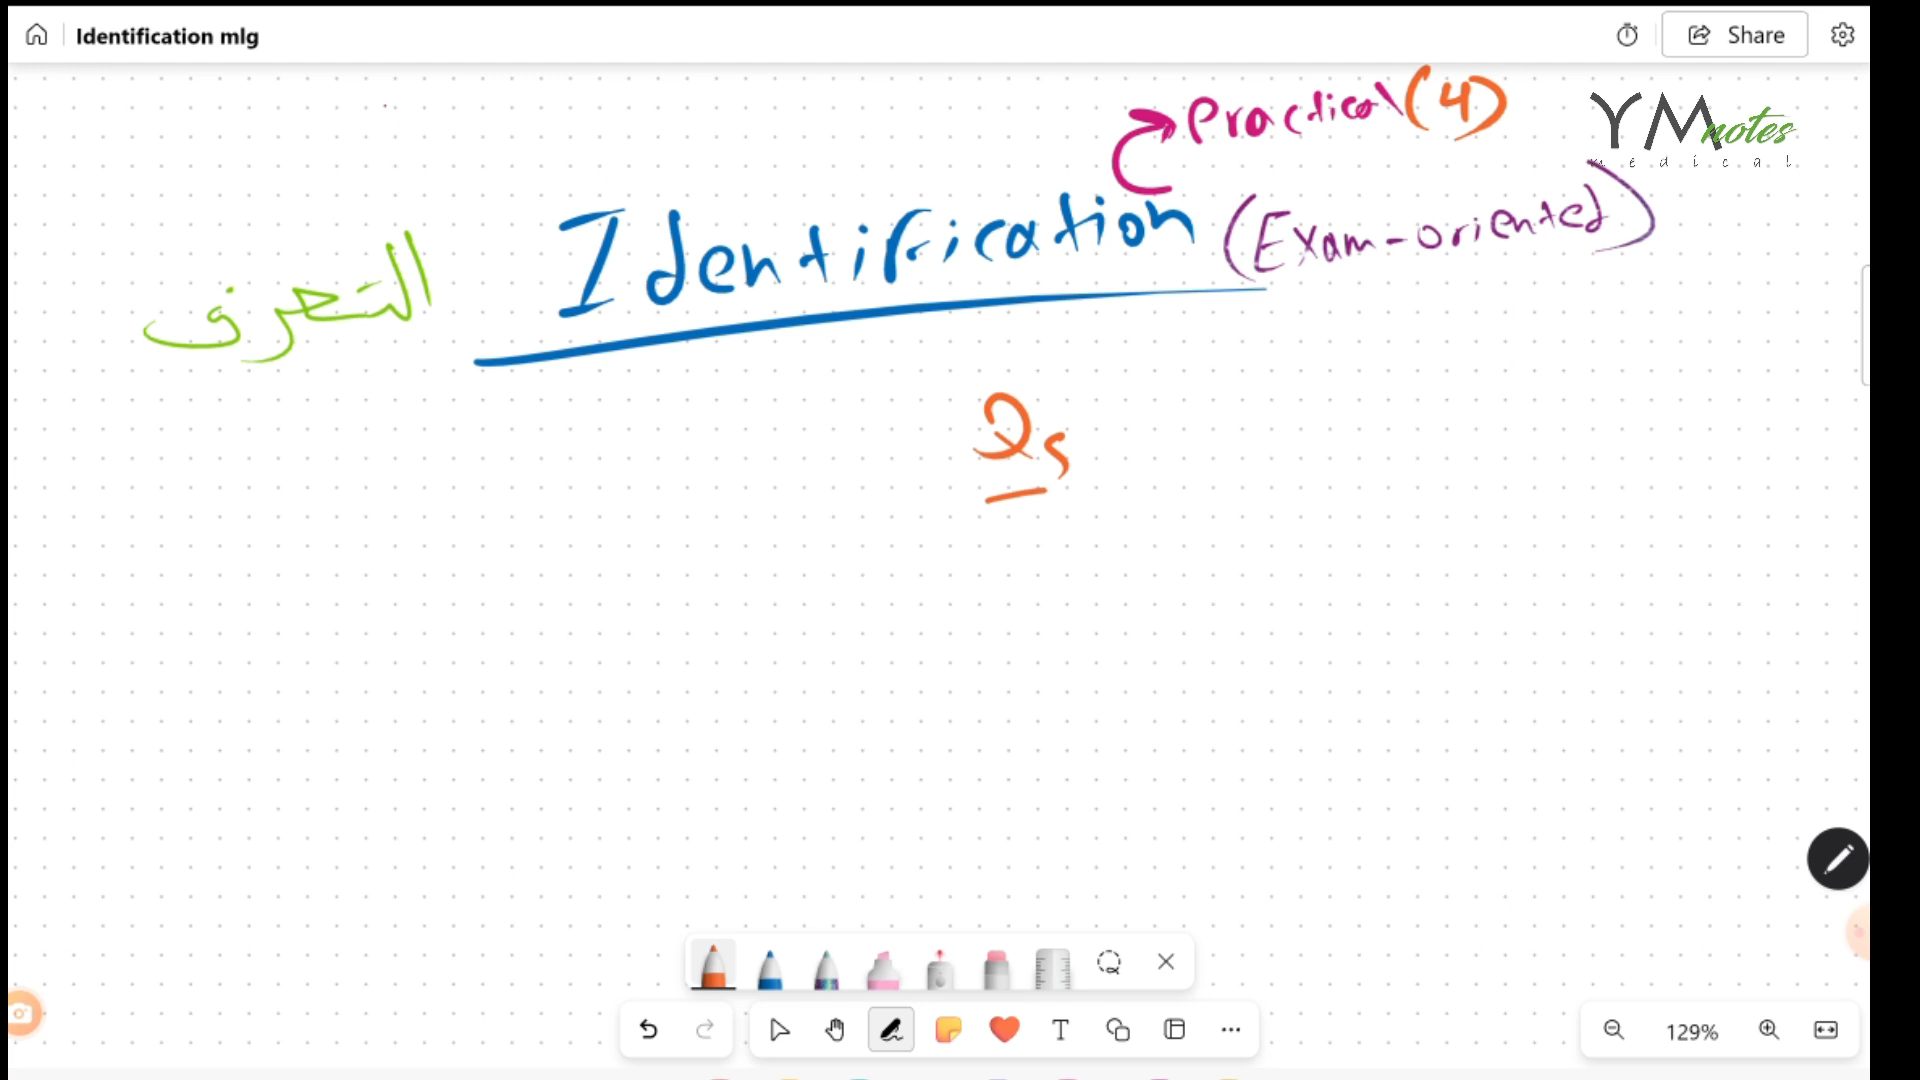 Identification mlg
Share
Practical (4)
YM notes
medical
Identification (Exam-oriented)
التعرف
Qs
T
129%